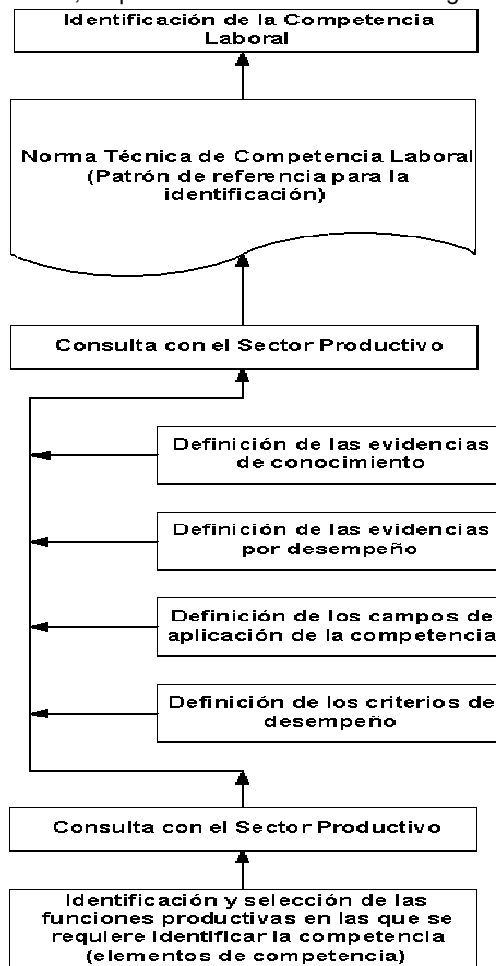 Identificación de la Competencia
Laboral
Norma Técnica de Competencia Laboral
(Patrón de referencia para la
identificación)
Consulta con el Sector Productivo
Definición de las evidencias
de conocimiento
Definición de las evidencias
por desempeño
Definición de los campos de
aplicación de la competencia
Definición de los criterios de
desempeño
Consulta con el Sector Productivo
Identificación y selección de las
funciones productivas en las que se
requiere identificar la competencia
(elementos de competencia)